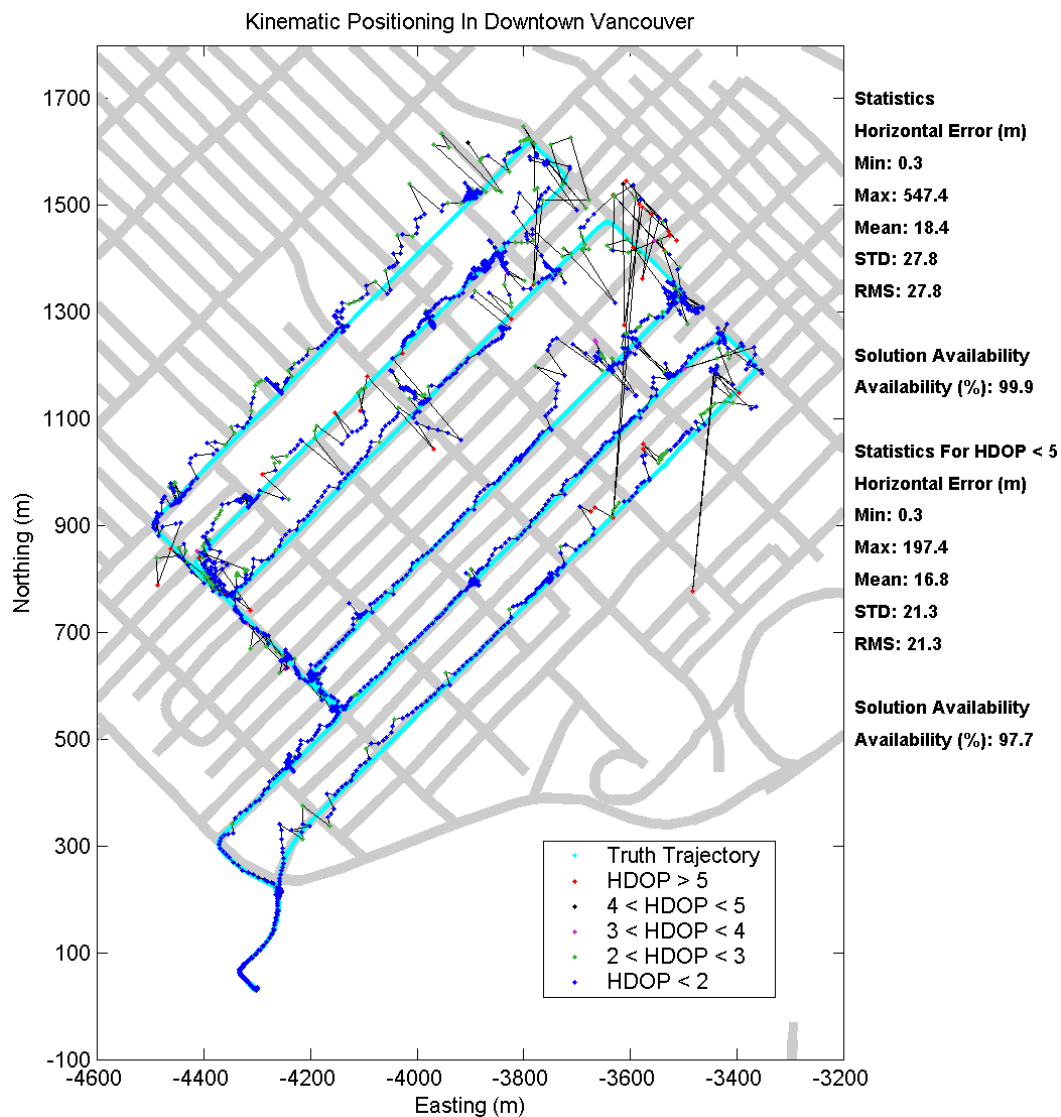 Kinematic Positioning In Downtown Vancouver
1700
1500
1300
1100
900
700
500
300
100
-100
Northing (m)
-4600
-4400
-4200
-4000
-3800
-3600
-3400
-3200
Easting (m)
Truth Trajectory
HDOP > 5
4 < HDOP < 5
3 < HDOP < 4
2 < HDOP < 3
HDOP < 2
Statistics
Horizontal Error (m)
Min: 0.3
Max: 547.4
Mean: 18.4
STD: 27.8
RMS: 27.8
Solution Availability
Availability (%): 99.9
Statistics For HDOP < 5
Horizontal Error (m)
Min: 0.3
Max: 197.4
Mean: 16.8
STD: 21.3
RMS: 21.3
Solution Availability
Availability (%): 97.7